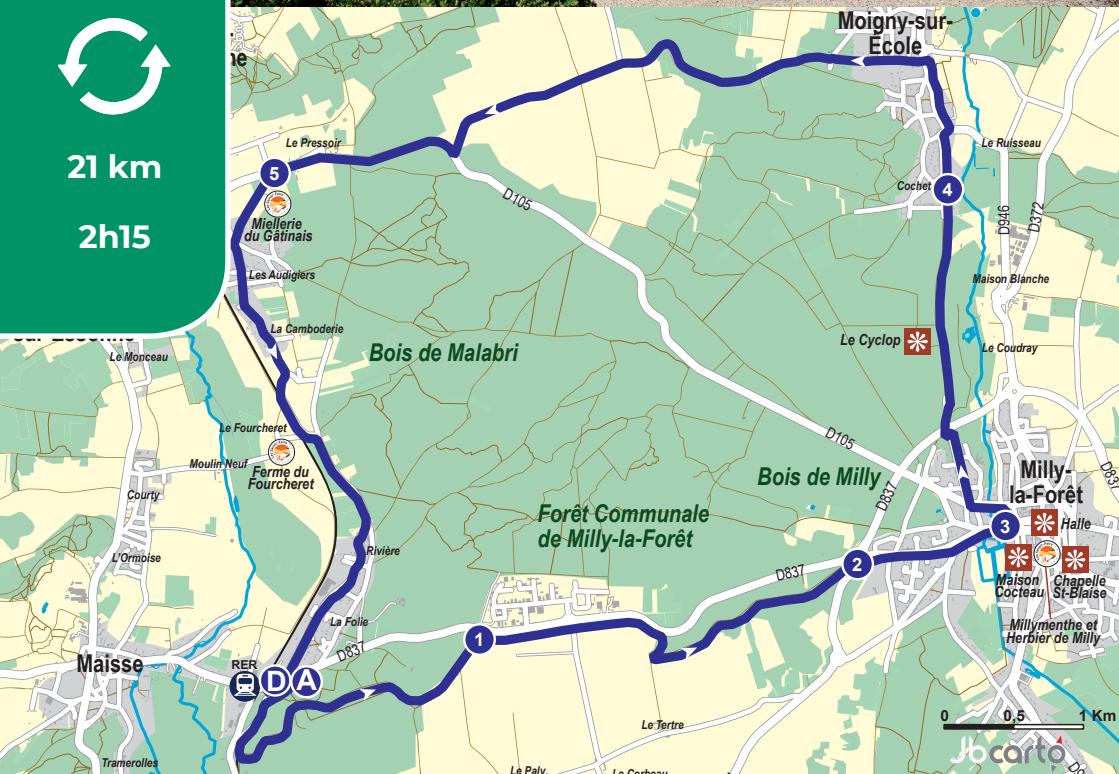 21 km
2h15
Moigny-sur-
École
Le Pressoir
5
Miellerie
du Gâtinais
Les Audigiers
La Camboderie
D105
Le Ruisseau
Cochet
4
D946
D372
Maison Blanche
Le Cyclop
Le Coudray
Le Monceau
Bois de Malabri
Le Fourcheret
Moulin Neuf
Ferme du
Fourcheret
Courty
L'Ormoise
D105
Bois de Milly
D837
Milly-
la-Forêt
D837
Forêt Communale
de Milly-la-Forêt
Halle
3
Rivière
2
D837
Maison
Cocteau
Chapelle
St-Blaise
La Folie
D837
1
Millymenthe et
Herbier de Milly
Maisse
RER
D
A
Le Tertre
0
0,5
1 Km
Jbcarto
Tramerolles
Le Paly
Le Corbeau